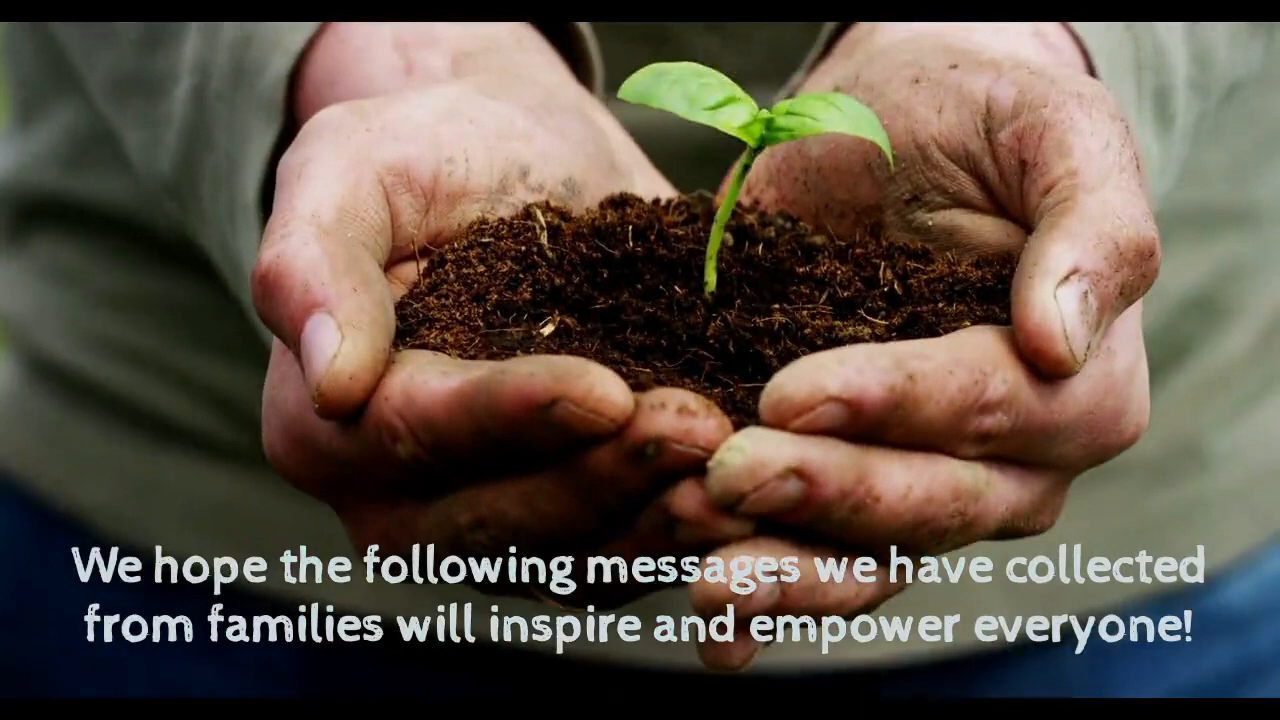 We hope the following messages we have collected
from families will inspire and empower everyone!